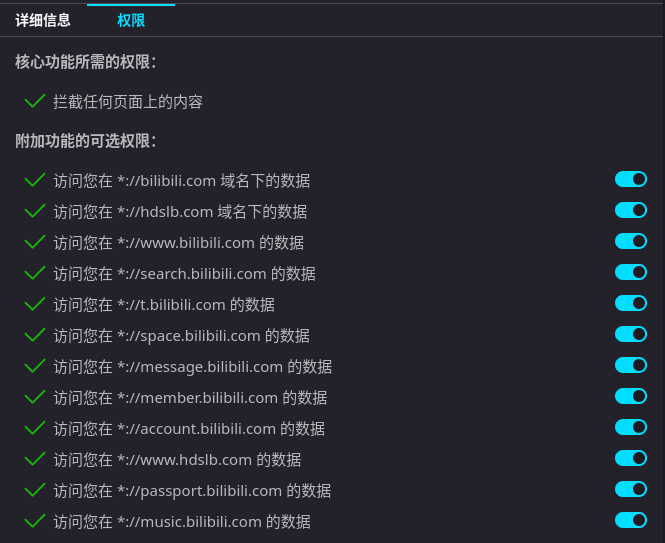 详细信息 权限
核心功能所需的权限：
拦截任何页面上的内容
附加功能的可选权限：
访问您在 *://bilibili.com 域名下的数据
访问您在 *://hdslb.com 域名下的数据
访问您在 *://www.bilibili.com 的数据
访问您在 *://search.bilibili.com 的数据
访问您在 *://t.bilibili.com 的数据
访问您在 *://space.bilibili.com 的数据
访问您在 *://message.bilibili.com 的数据
访问您在 *://member.bilibili.com 的数据
访问您在 *://account.bilibili.com 的数据
访问您在 *://www.hdslb.com 的数据
访问您在 *://passport.bilibili.com 的数据
访问您在 *://music.bilibili.com 的数据